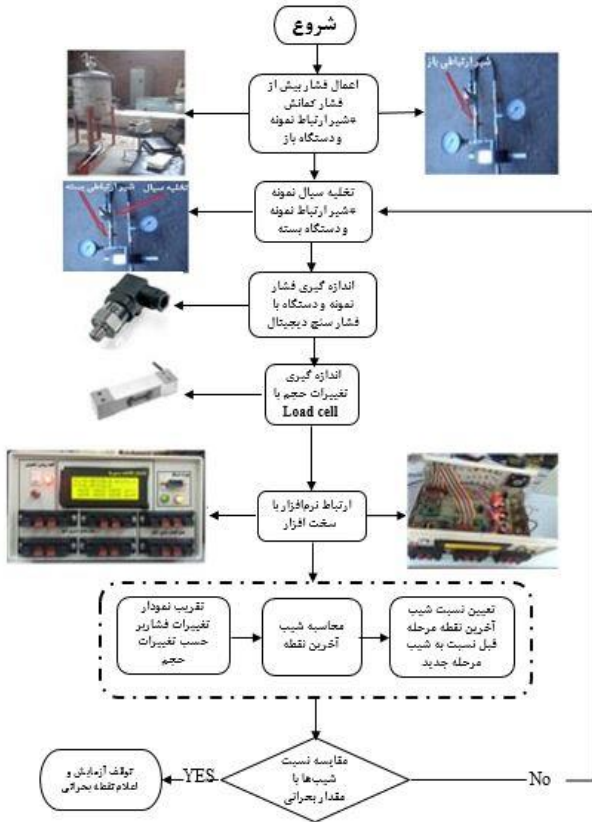 شروع
اعمال فشار بیش از
فشار کمانش
*شیر ارتباط نمونه
و دستگاه باز
شیر ارتباطی باز
تخلیه سیال نمونه
*شیر ارتباط نمونه
و دستگاه بسته
تخلیه سیال
شیر ارتباطی بسته
اندازه گیری فشار
نمونه و دستگاه با
فشار سنج دیجیتال
اندازه گیری
تغییرات حجم با
Load cell
ارتباط نرم‌افزار با
سخت افزار
تقریب نمودار
تغییرات فشار بر
حسب تغییرات
حجم
محاسبه شیب
آخرین نقطه
تعیین نسبت شیب
آخرین نقطه مرحله
قبل نسبت به شیب
مرحله جدید
مقایسه نسبت
شیب‌ها با
مقدار بحرانی
YES
No
توقف آزمایش و
اعلام نقطه بحرانی